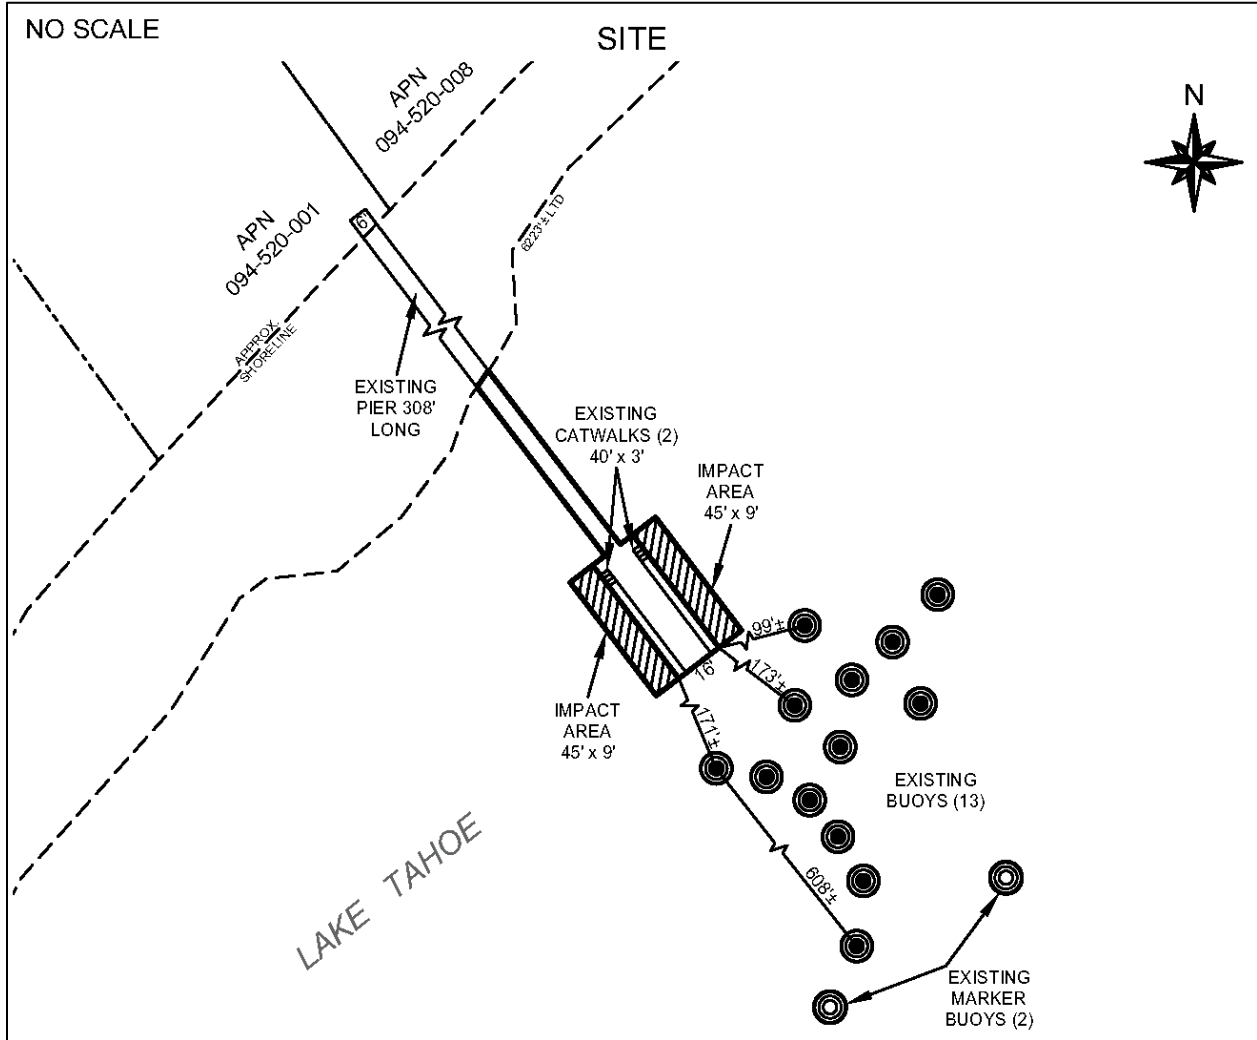 NO SCALE
SITE
N
APN
094-520-008
APN
094-520-001
6'
6223'± LTD
APPROX.
SHORELINE
EXISTING
PIER 308'
LONG
EXISTING
CATWALKS (2)
40' x 3'
IMPACT
AREA
45' x 9'
99'±
173'±
16'
171'±
IMPACT
AREA
45' x 9'
EXISTING
BUOYS (13)
608'±
LAKE TAHOE
EXISTING
MARKER
BUOYS (2)